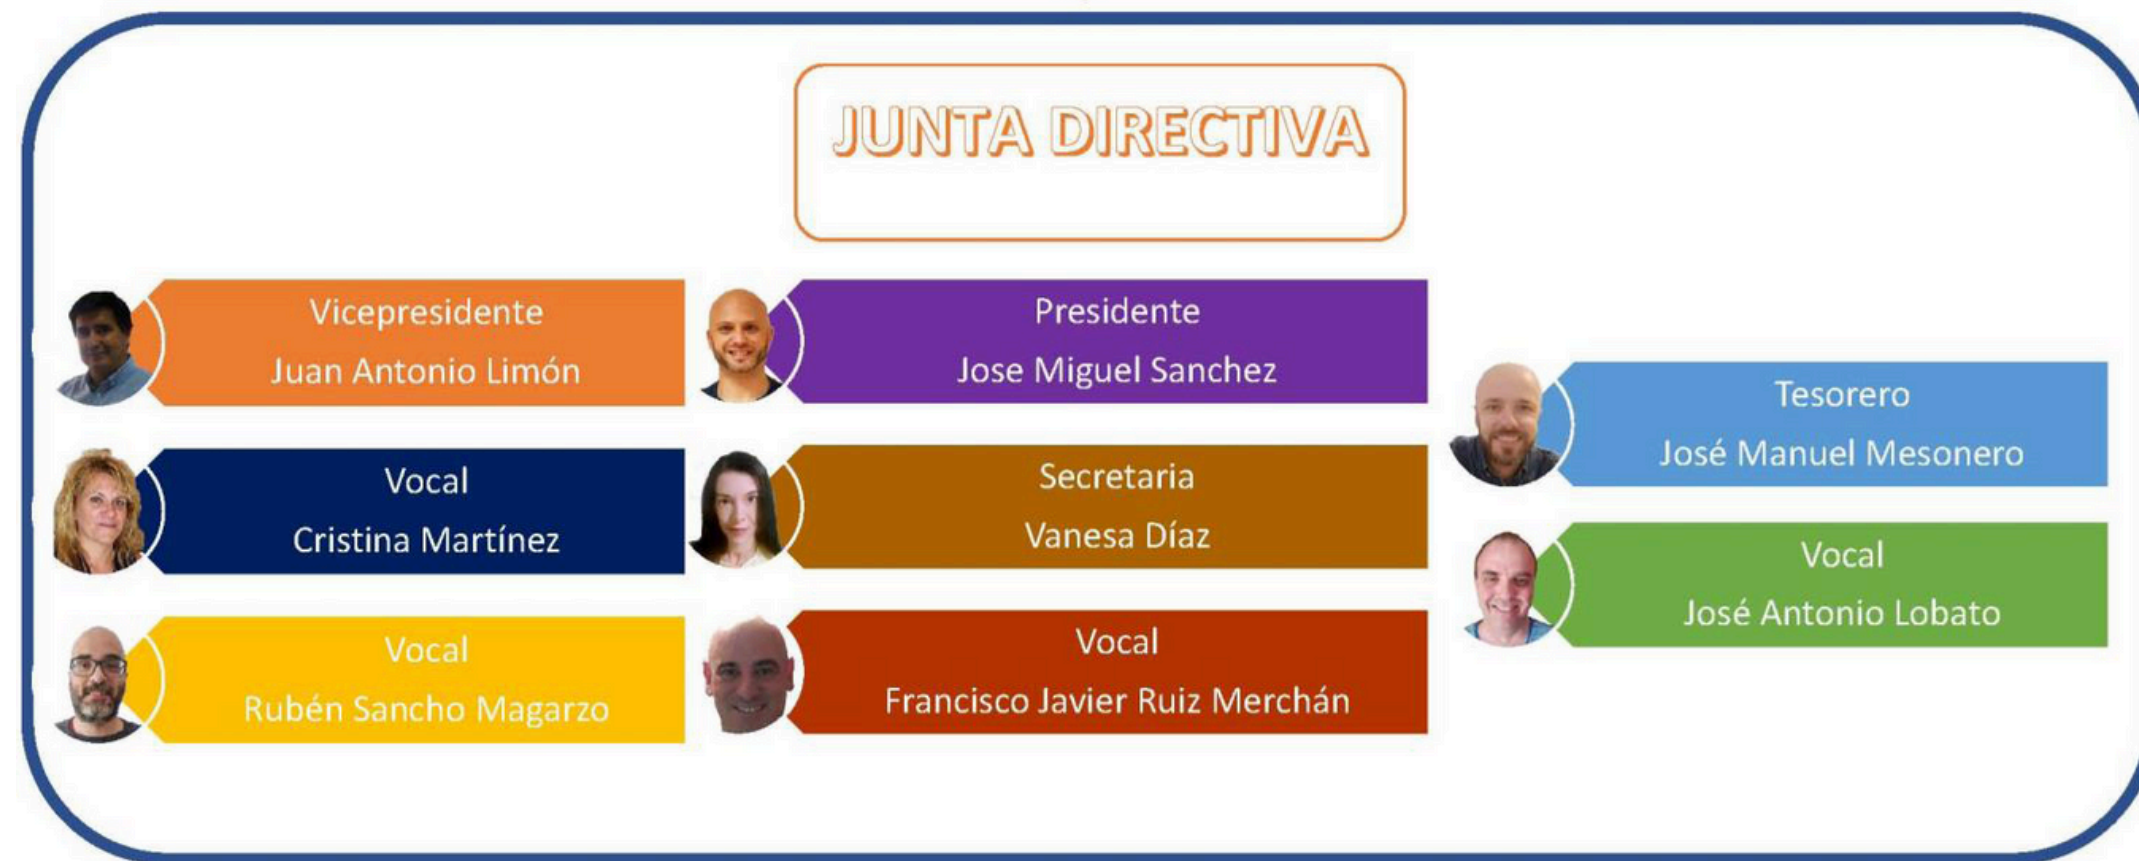 JUNTA DIRECTIVA
Vicepresidente
Juan Antonio Limón
Presidente
Jose Miguel Sanchez
Tesorero
José Manuel Mesonero
Vocal
Cristina Martínez
Secretaria
Vanesa Díaz
Vocal
José Antonio Lobato
Vocal
Rubén Sancho Magarzo
Vocal
Francisco Javier Ruiz Merchán